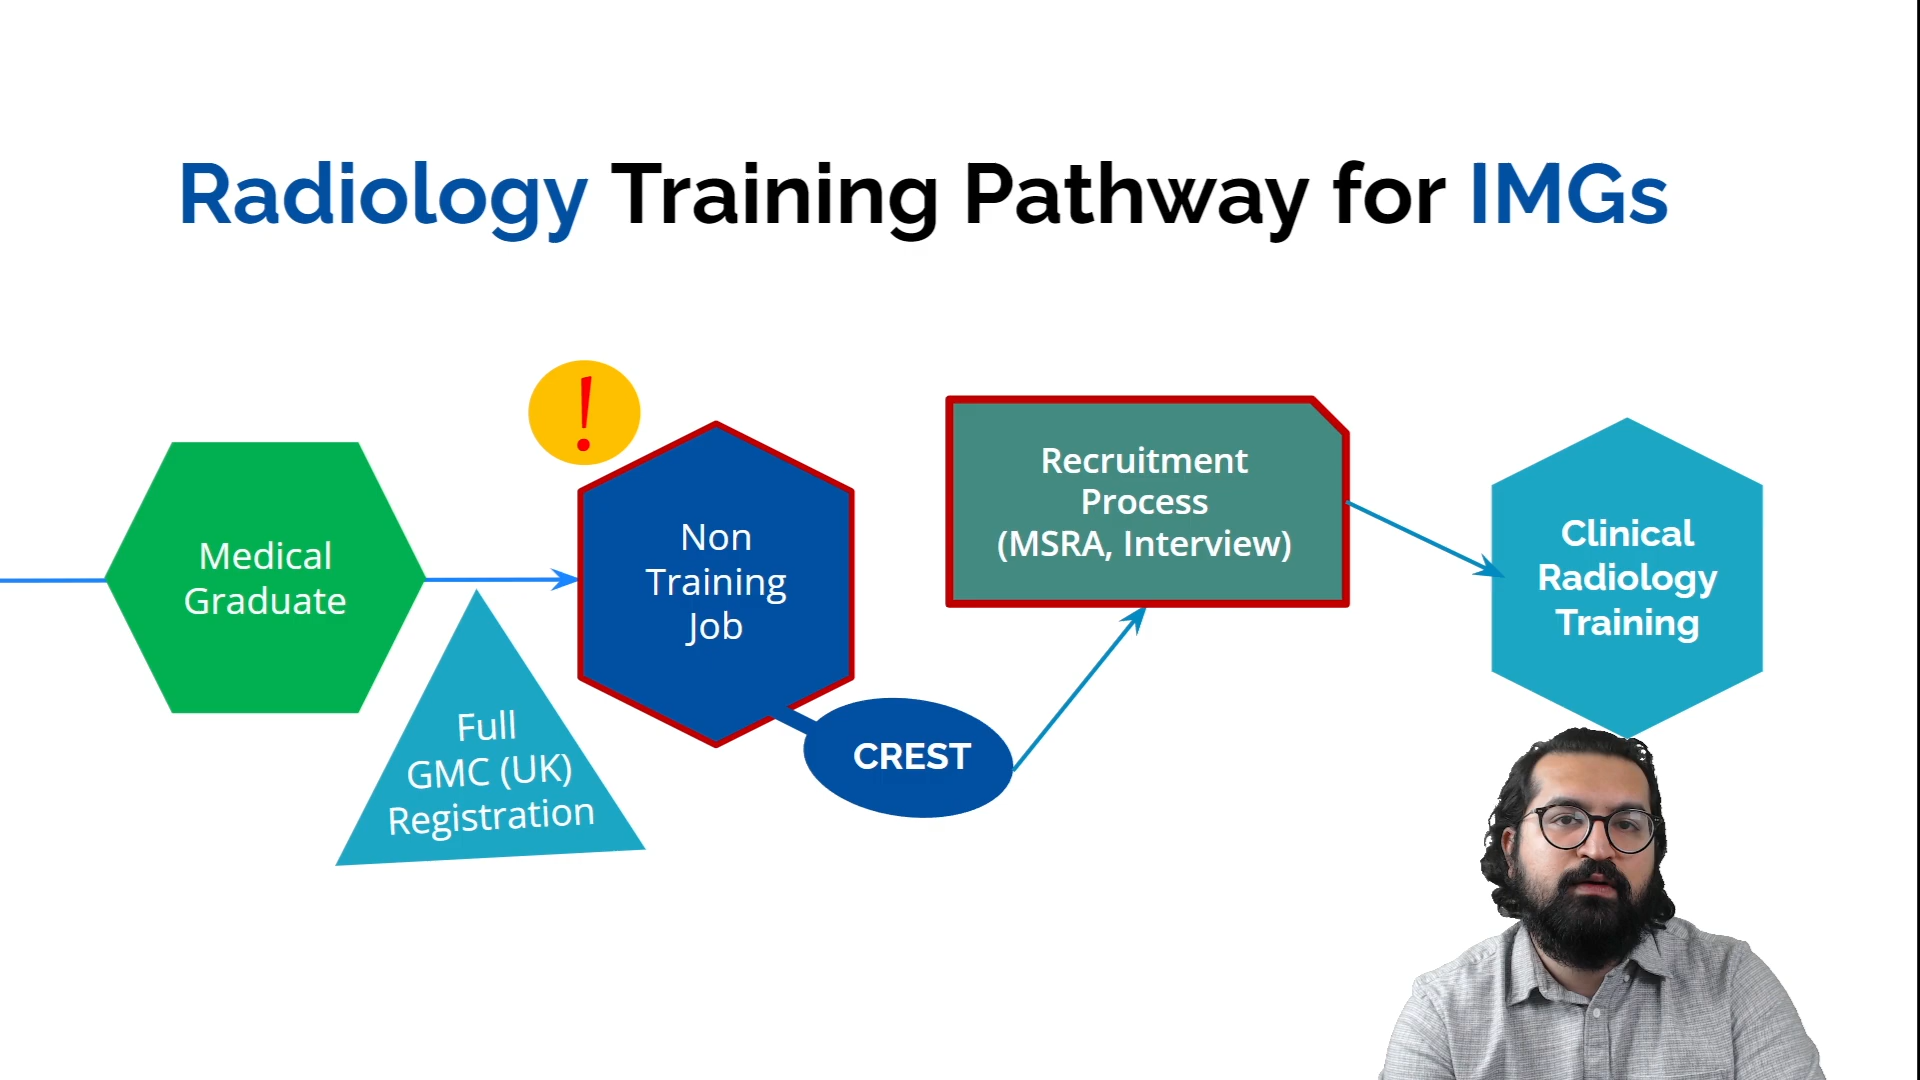 Radiology Training Pathway for IMGs
!
Medical
Graduate
Full
GMC (UK)
Registration
Non
Training
Job
CREST
Recruitment
Process
(MSRA, Interview)
Clinical
Radiology
Training